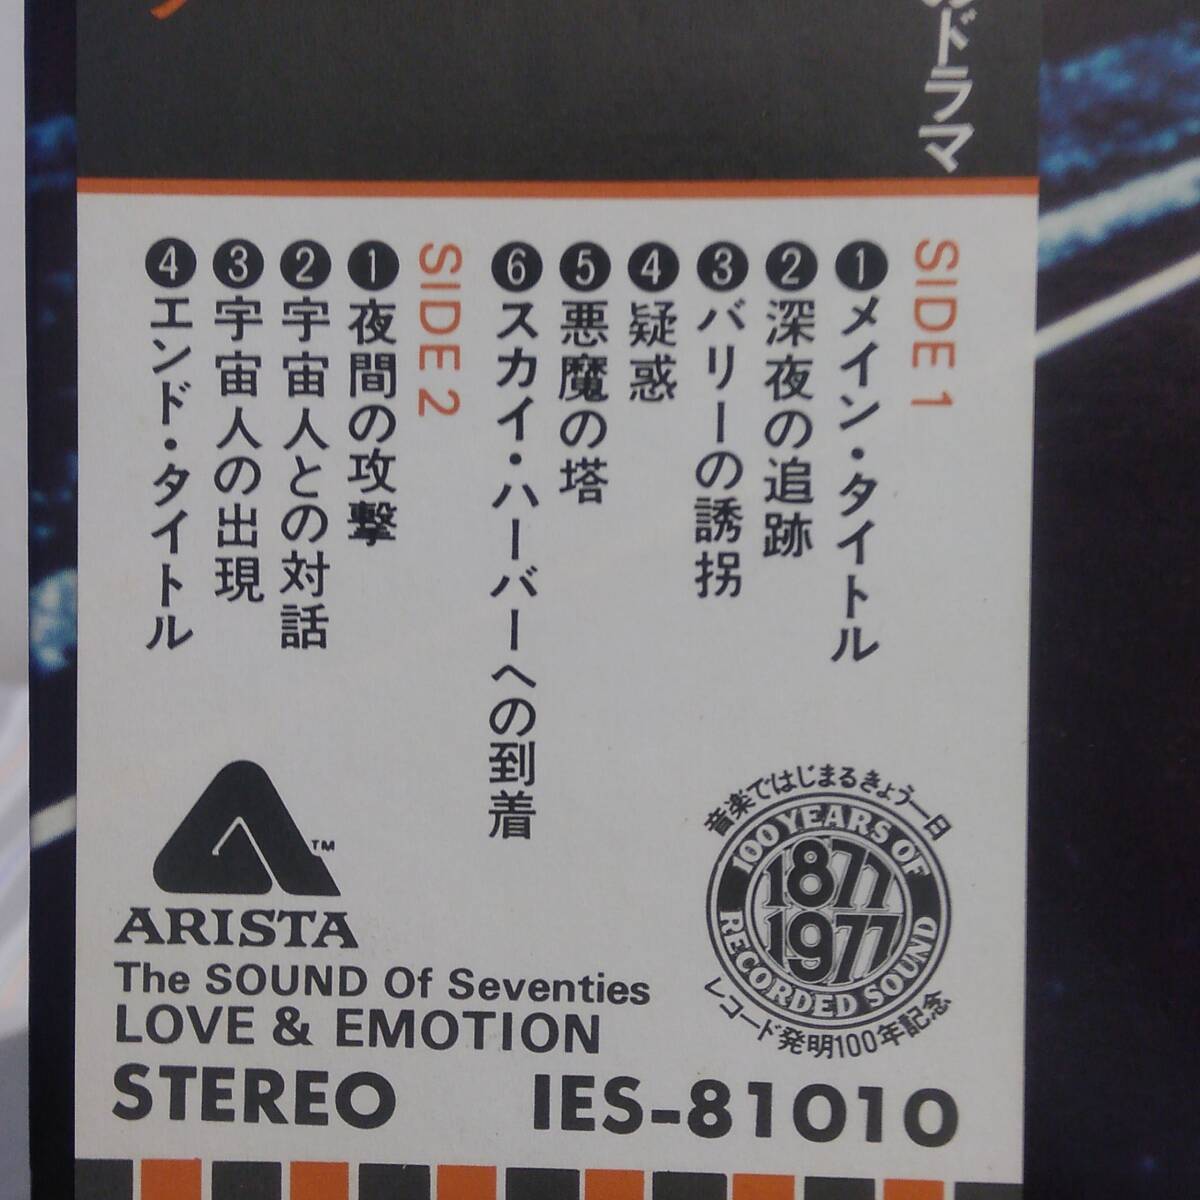 のドラマ
SIDE 1
❶メイン・タイトル
❷深夜の追跡
❸バリーの誘拐
❹疑惑
❺悪魔の塔
❻スカイ・ハーバーへの到着
SIDE 2
❶夜間の攻撃
❷宇宙人との対話
❸宇宙人の出現
❹エンド・タイトル
音楽ではじまるきょう一日
100 YEARS OF
1877
1977
RECORDED SOUND
レコード発明100年記念
TM
ARISTA
The SOUND Of Seventies
LOVE & EMOTION
STEREO IES-81010